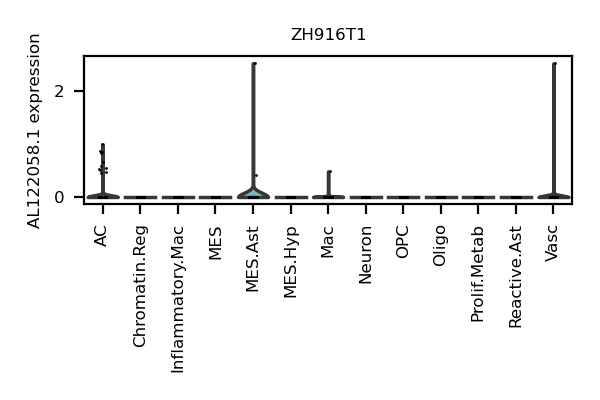 ZH916T1
AL122058.1 expression
2
0
AC
Chromatin.Reg
Inflammatory.Mac
MES
MES.Ast
MES.Hyp
Mac
Neuron
OPC
Oligo
Prolif.Metab
Reactive.Ast
Vasc